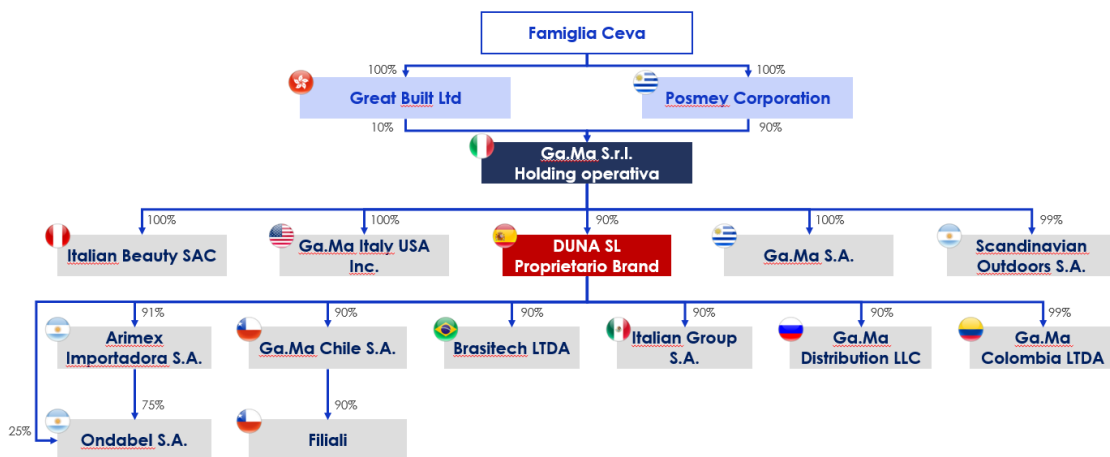 Famiglia Ceva
100%
100%
Great Built Ltd
Posmey Corporation
10%
90%
Ga.Ma S.r.l.
Holding operativa
100%
100%
90%
100%
99%
Italian Beauty SAC
Ga.Ma Italy USA
Inc.
DUNA SL
Proprietario Brand
Ga.Ma S.A.
Scandinavian
Outdoors S.A.
91%
90%
90%
90%
90%
99%
Arimex
Importadora S.A.
Ga.Ma Chile S.A.
Brasitech LTDA
Italian Group
S.A.
Ga.Ma
Distribution LLC
Ga.Ma
Colombia LTDA
75%
90%
25%
Ondabel S.A.
Filiali